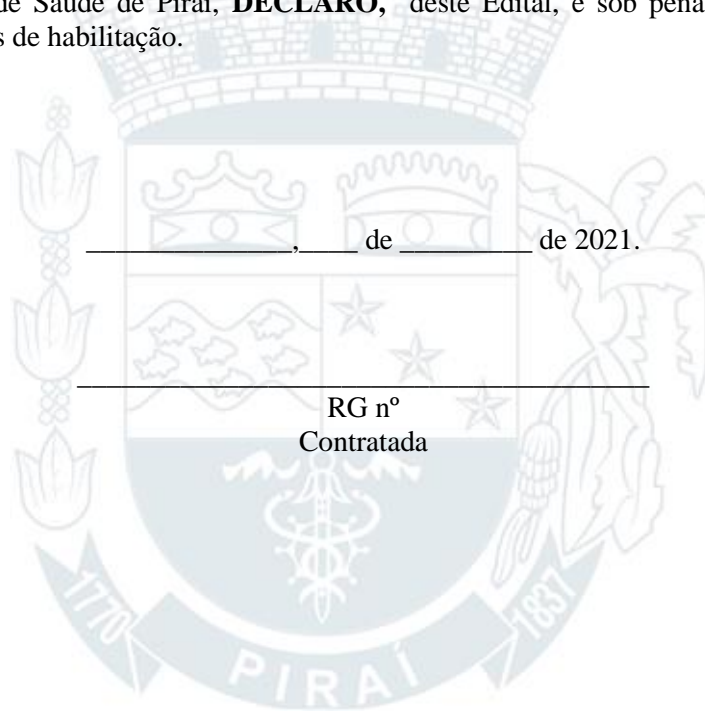 de Saúde de Piraí, DECLARO, deste Edital, e sob pena
s de habilitação.
_______________,____ de _________ de 2021.
_______________________________________
RG nº
Contratada
1770
PIRAÍ
1837